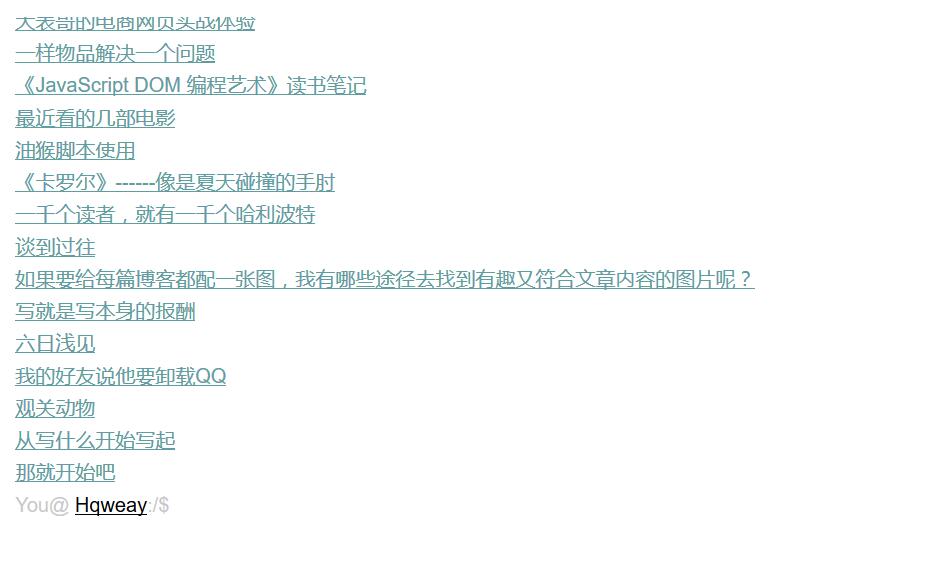 大表哥的电商网页实战体验
一样物品解决一个问题
《JavaScript DOM 编程艺术》读书笔记
最近看的几部电影
油猴脚本使用
《卡罗尔》------像是夏天碰撞的手肘
一千个读者，就有一千个哈利波特
谈到过往
如果要给每篇博客都配一张图，我有哪些途径去找到有趣又符合文章内容的图片呢？
写就是写本身的报酬
六日浅见
我的好友说他要卸载QQ
观关动物
从写什么开始写起
那就开始吧
You@ Hqweay:/$